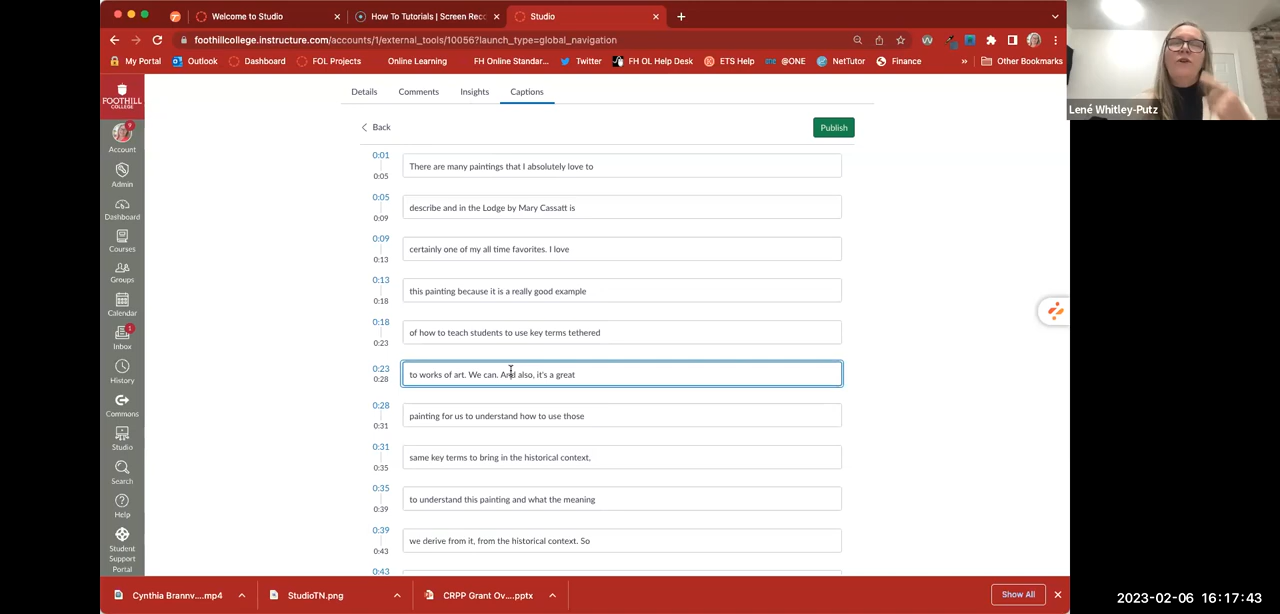 Welcome to Studio
How To Tutorials | Screen Rec
Studio
foothillcollege.instructure.com/accounts/1/external_tools/10056?launch_type=global_navigation
My Portal
Outlook
Dashboard
FOL Projects
Online Learning
FH Online Standar...
Twitter
FH OL Help Desk
ETS Help
@ONE
NetTutor
Finance
»
Other Bookmarks
FOOTHILL
COLLEGE
9
Account
Admin
Dashboard
Courses
Groups
Calendar
1
Inbox
History
Commons
Studio
Search
Help
Student
Support
Portal
Details
Comments
Insights
Captions
Back
Publish
0:01
0:05
There are many paintings that I absolutely love to
0:05
0:09
describe and in the Lodge by Mary Cassatt is
0:09
0:13
certainly one of my all time favorites. I love
0:13
0:18
this painting because it is a really good example
0:18
0:23
of how to teach students to use key terms tethered
0:23
0:28
to works of art. We can. And also, it's a great
0:28
0:31
painting for us to understand how to use those
0:31
0:35
same key terms to bring in the historical context,
0:35
0:39
to understand this painting and what the meaning
0:39
0:43
we derive from it, from the historical context. So
0:43
Lené Whitley-Putz
Cynthia Brannv....mp4
StudioTN.png
CRPP Grant Ov....pptx
Show All
2023-02-06 16:17:43